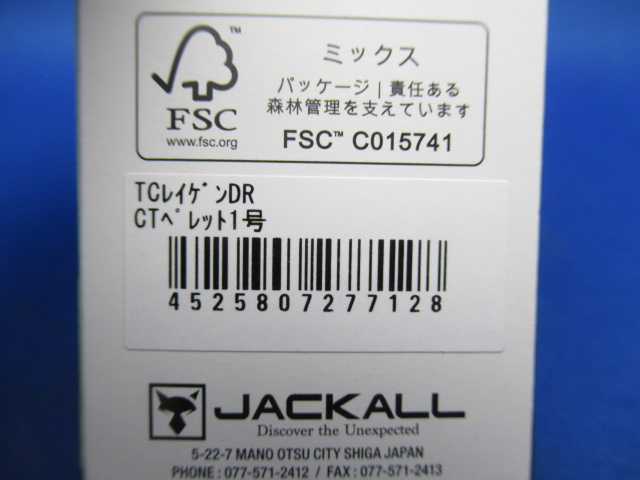 FSC™
www.fsc.org
ミックス
パッケージ | 責任ある
森林管理を支えています
FSC™ C015741
TCﾚｲｹﾞﾝDR
CTﾍﾟﾚｯﾄ1号
4525807277128
JACKALL
Discover the Unexpected
5-22-7 MANO OTSU CITY SHIGA JAPAN
PHONE : 077-571-2412 / FAX : 077-571-2413